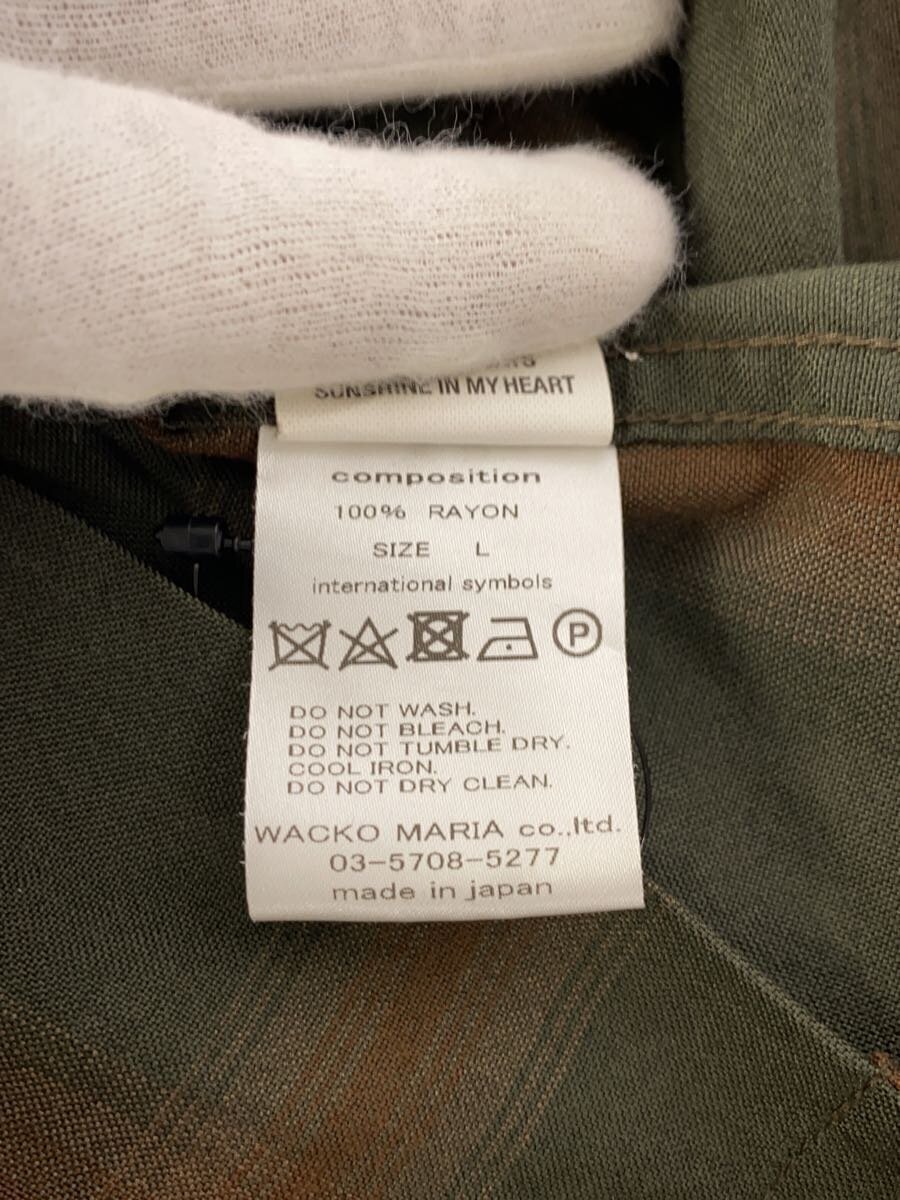 SUNSHINE IN MY HEART
composition
100% RAYON
SIZE L
international symbols
P
DO NOT WASH.
DO NOT BLEACH.
DO NOT TUMBLE DRY.
COOL IRON.
DO NOT DRY CLEAN.
WACKO MARIA co.,ltd.
03-5708-5277
made in japan